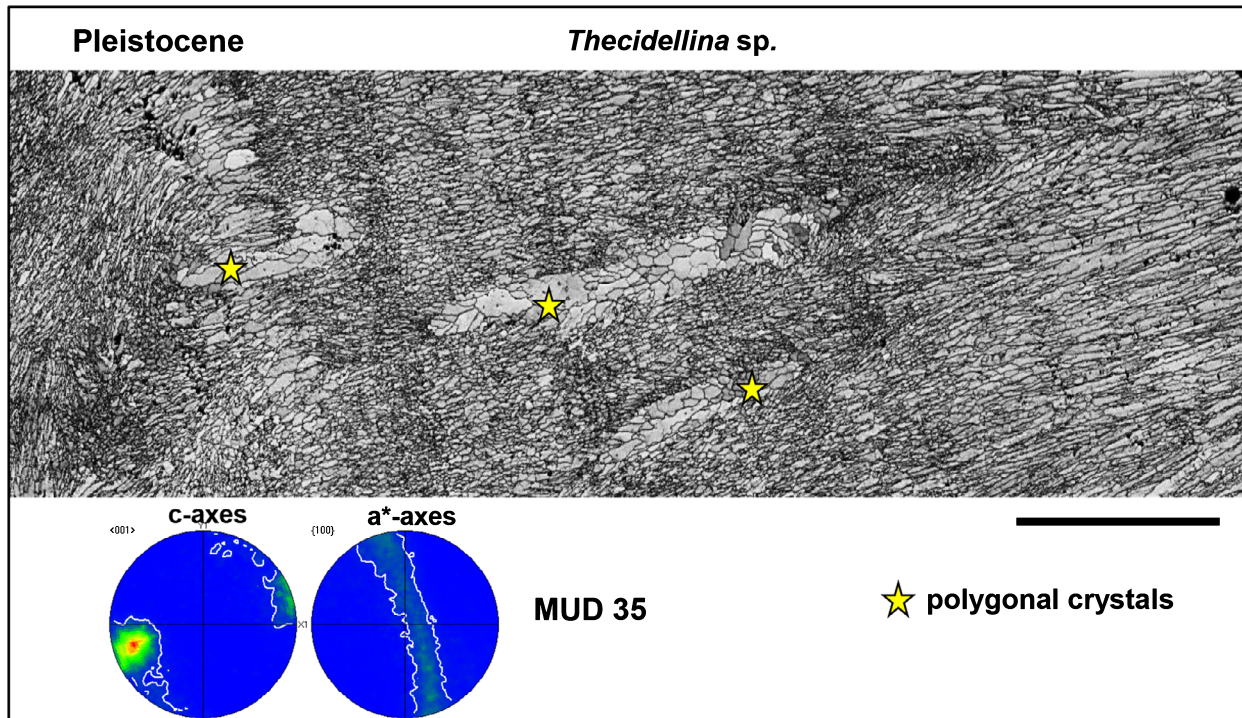 Pleistocene
Thecidellina sp.
<001>
c-axes
Y1
{100}
a*-axes
X1
MUD 35
polygonal crystals